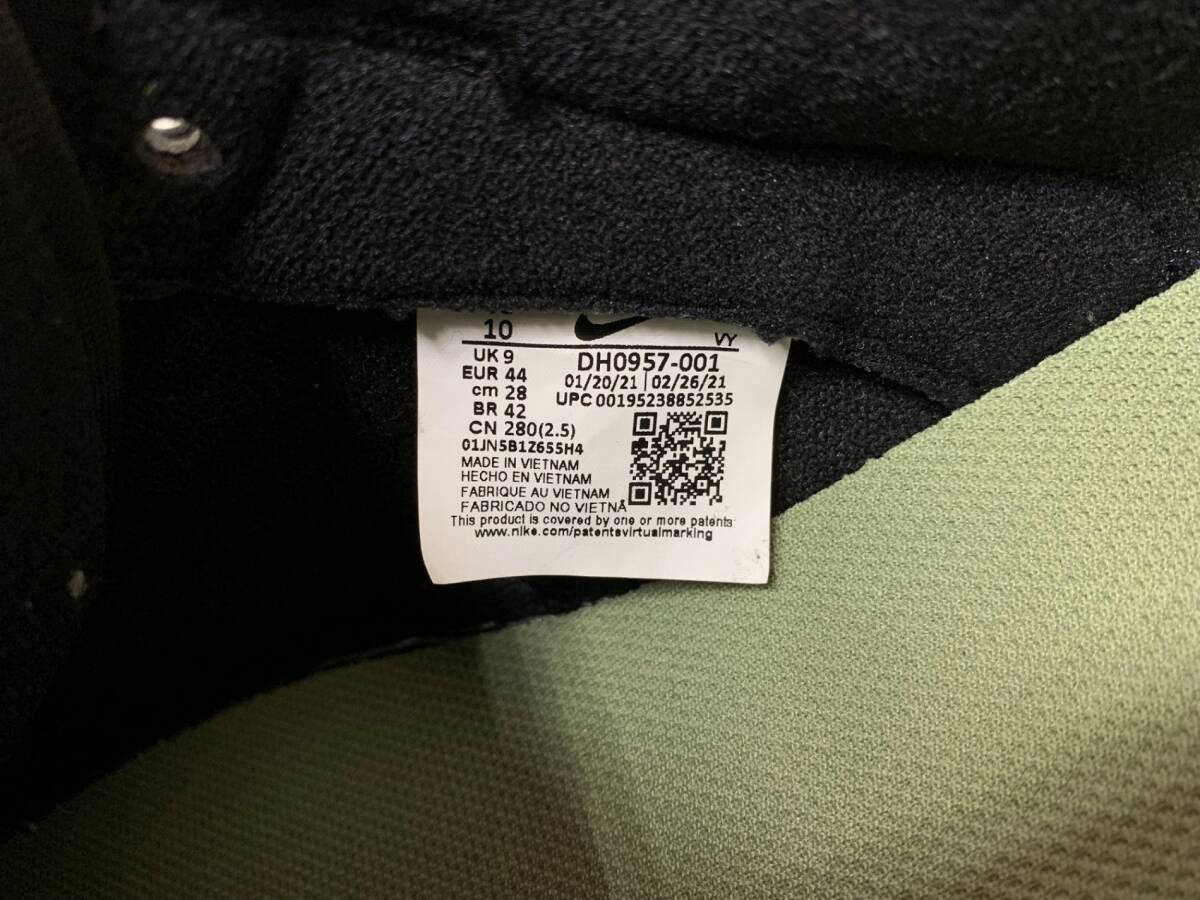 10
VY
UK 9
EUR 44
cm 28
BR 42
CN 280(2.5)
DH0957-001
01/20/21 | 02/26/21
UPC 00195238852535
01JN5B1Z655H4
MADE IN VIETNAM
HECHO EN VIETNAM
FABRIQUE AU VIETNAM
FABRICADO NO VIETNÃ
This product is covered by one or more patents:
www.nike.com/patentsvirtualmarking